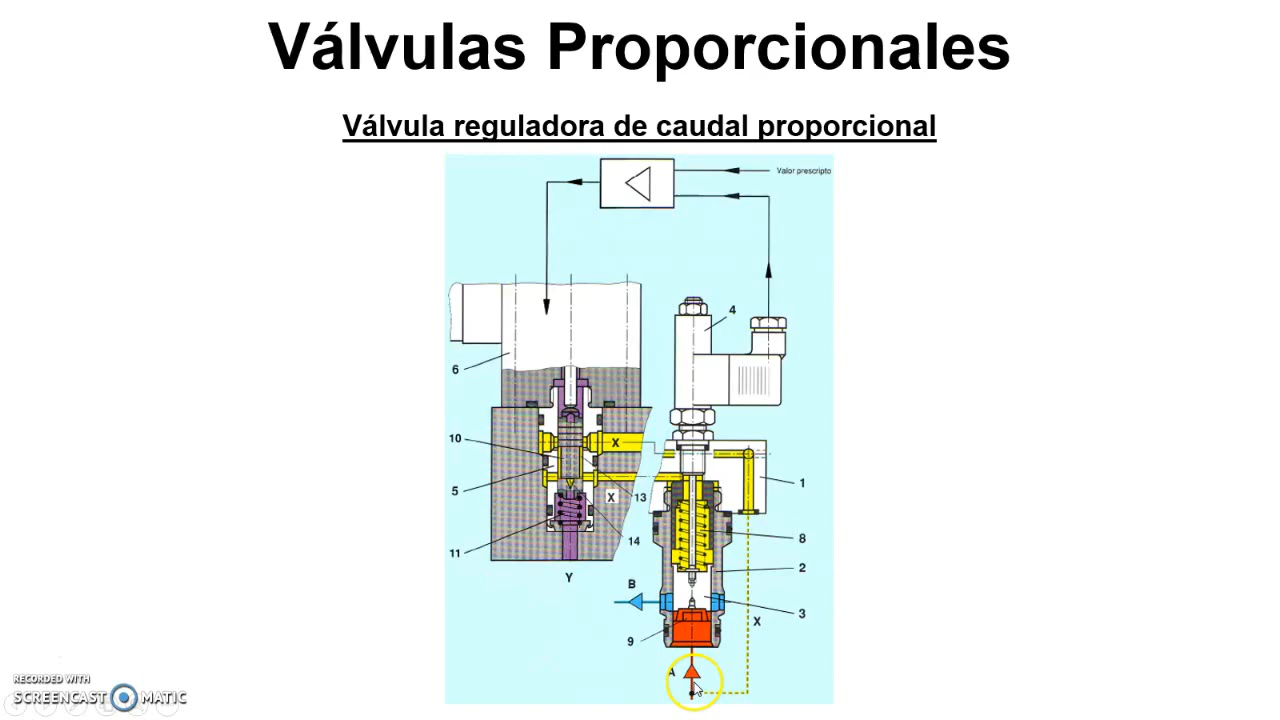 Válvulas Proporcionales
Válvula reguladora de caudal proporcional
Valor prescripto
4
6
10
X
5
X
13
1
14
11
8
Y
2
B
3
X
9
A
RECORDED WITH
SCREENCAST MATIC